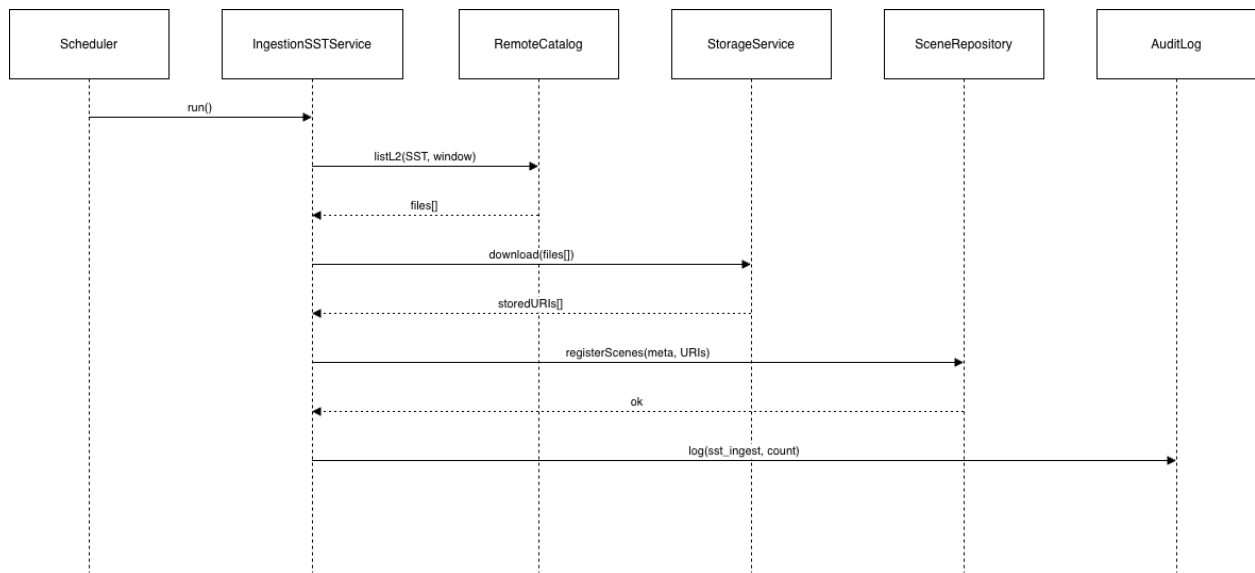 Scheduler
IngestionSSTService
RemoteCatalog
StorageService
SceneRepository
AuditLog
run()
listL2(SST, window)
files[]
download(files[])
storedURIs[]
registerScenes(meta, URIs)
ok
log(sst_ingest, count)